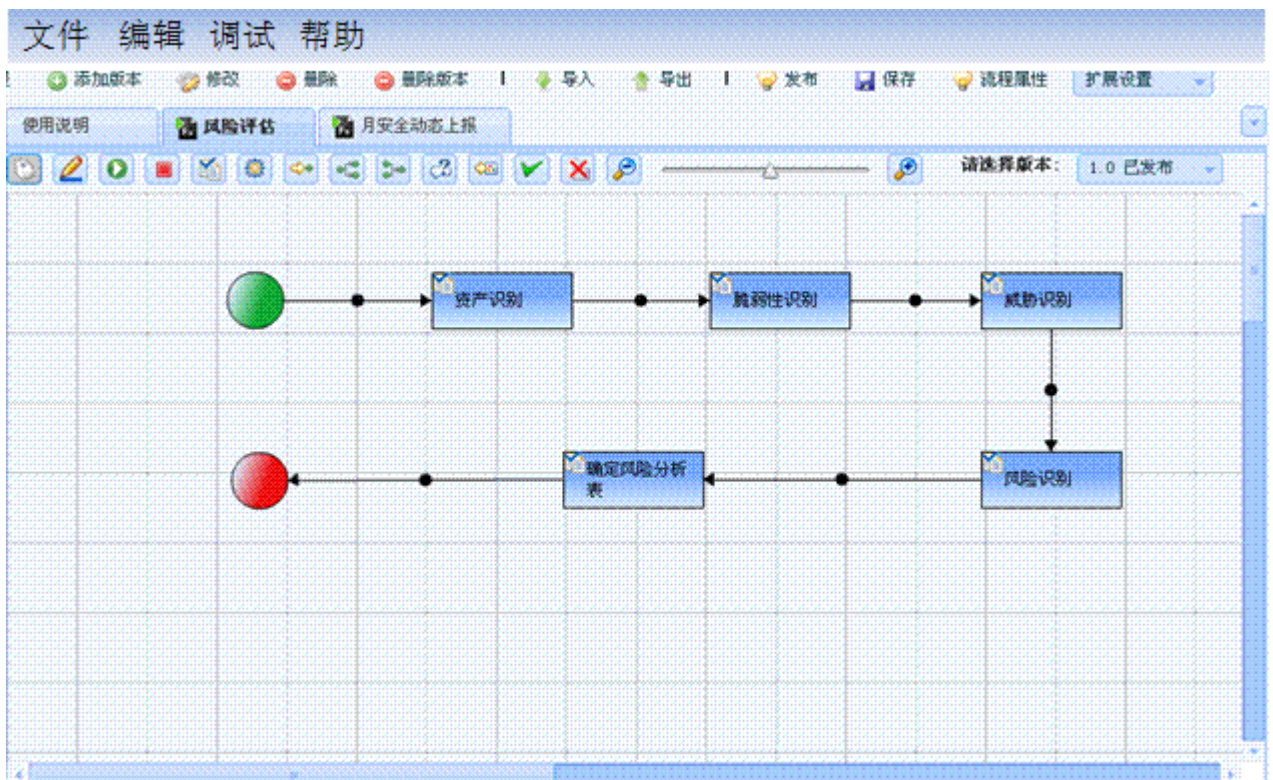 文件 编辑 调试 帮助
添加版本 修改 删除 删除版本 | 导入 导出 | 发布 保存 流程属性 扩展设置
使用说明 风险评估 月安全动态上报
请选择版本： 1.0 已发布
资产识别 脆弱性识别 威胁识别
确定风险分析 风险识别
表